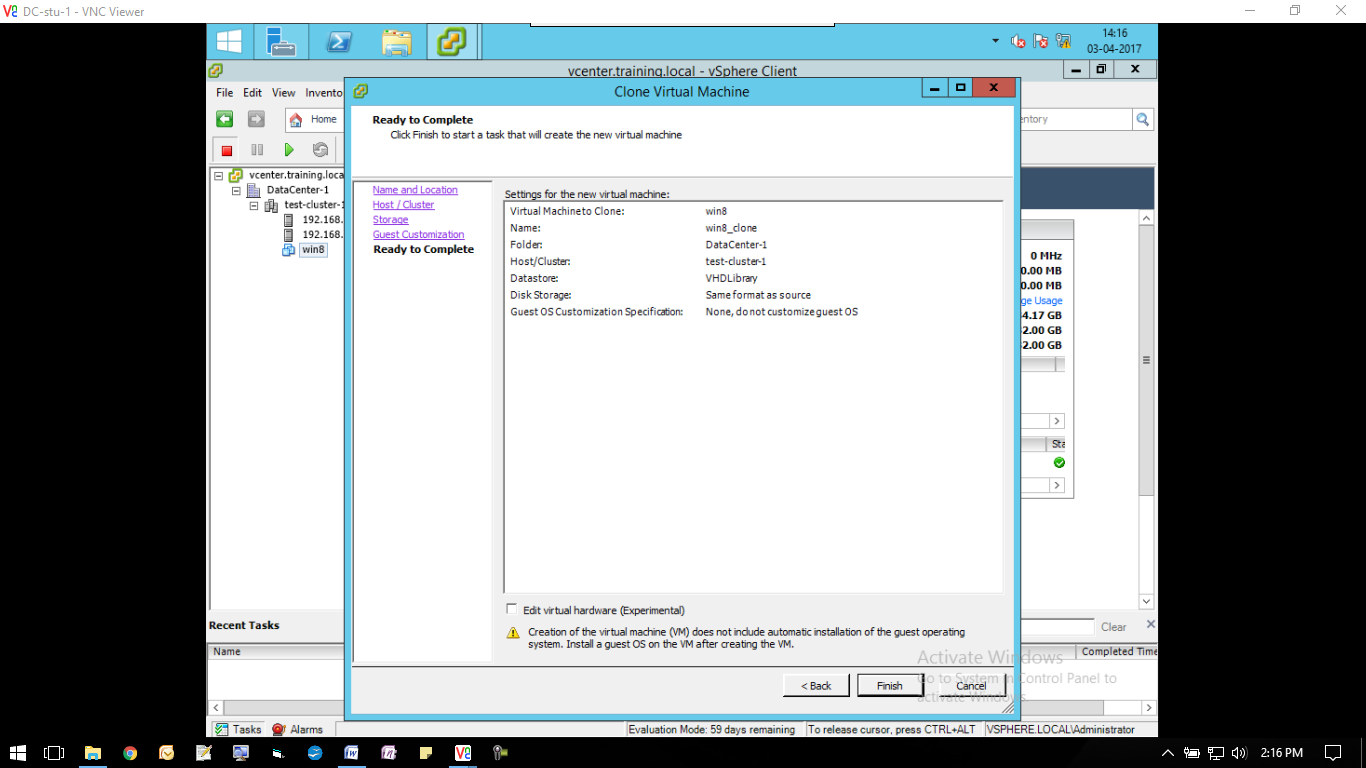 DC-stu-1 - VNC Viewer
14:16
03-04-2017
vcenter.training.local - vSphere Client
File Edit View Invento
Clone Virtual Machine
Home
entory
Ready to Complete
Click Finish to start a task that will create the new virtual machine
vcenter.training.loca
DataCenter-1
test-cluster-1
192.168.
192.168.
win8
Name and Location
Host / Cluster
Storage
Guest Customization
Ready to Complete
Settings for the new virtual machine:
Virtual Machineto Clone: win8
Name: win8_clone
Folder: DataCenter-1
Host/Cluster: test-cluster-1
Datastore: VHDLibrary
Disk Storage: Same format as source
Guest OS Customization Specification: None, do not customize guest OS
0 MHz
0.00 MB
0.00 MB
ge Usage
4.17 GB
2.00 GB
2.00 GB
Sta
Edit virtual hardware (Experimental)
Creation of the virtual machine (VM) does not include automatic installation of the guest operating
system. Install a guest OS on the VM after creating the VM.
Recent Tasks
Clear
Name
Completed Time
Activate Windows
Go to System in Control Panel to
activate Windows.
< Back Finish Cancel
Tasks Alarms
Evaluation Mode: 59 days remaining
To release cursor, press CTRL+ALT
VSPHERE.LOCAL\Administrator
2:16 PM